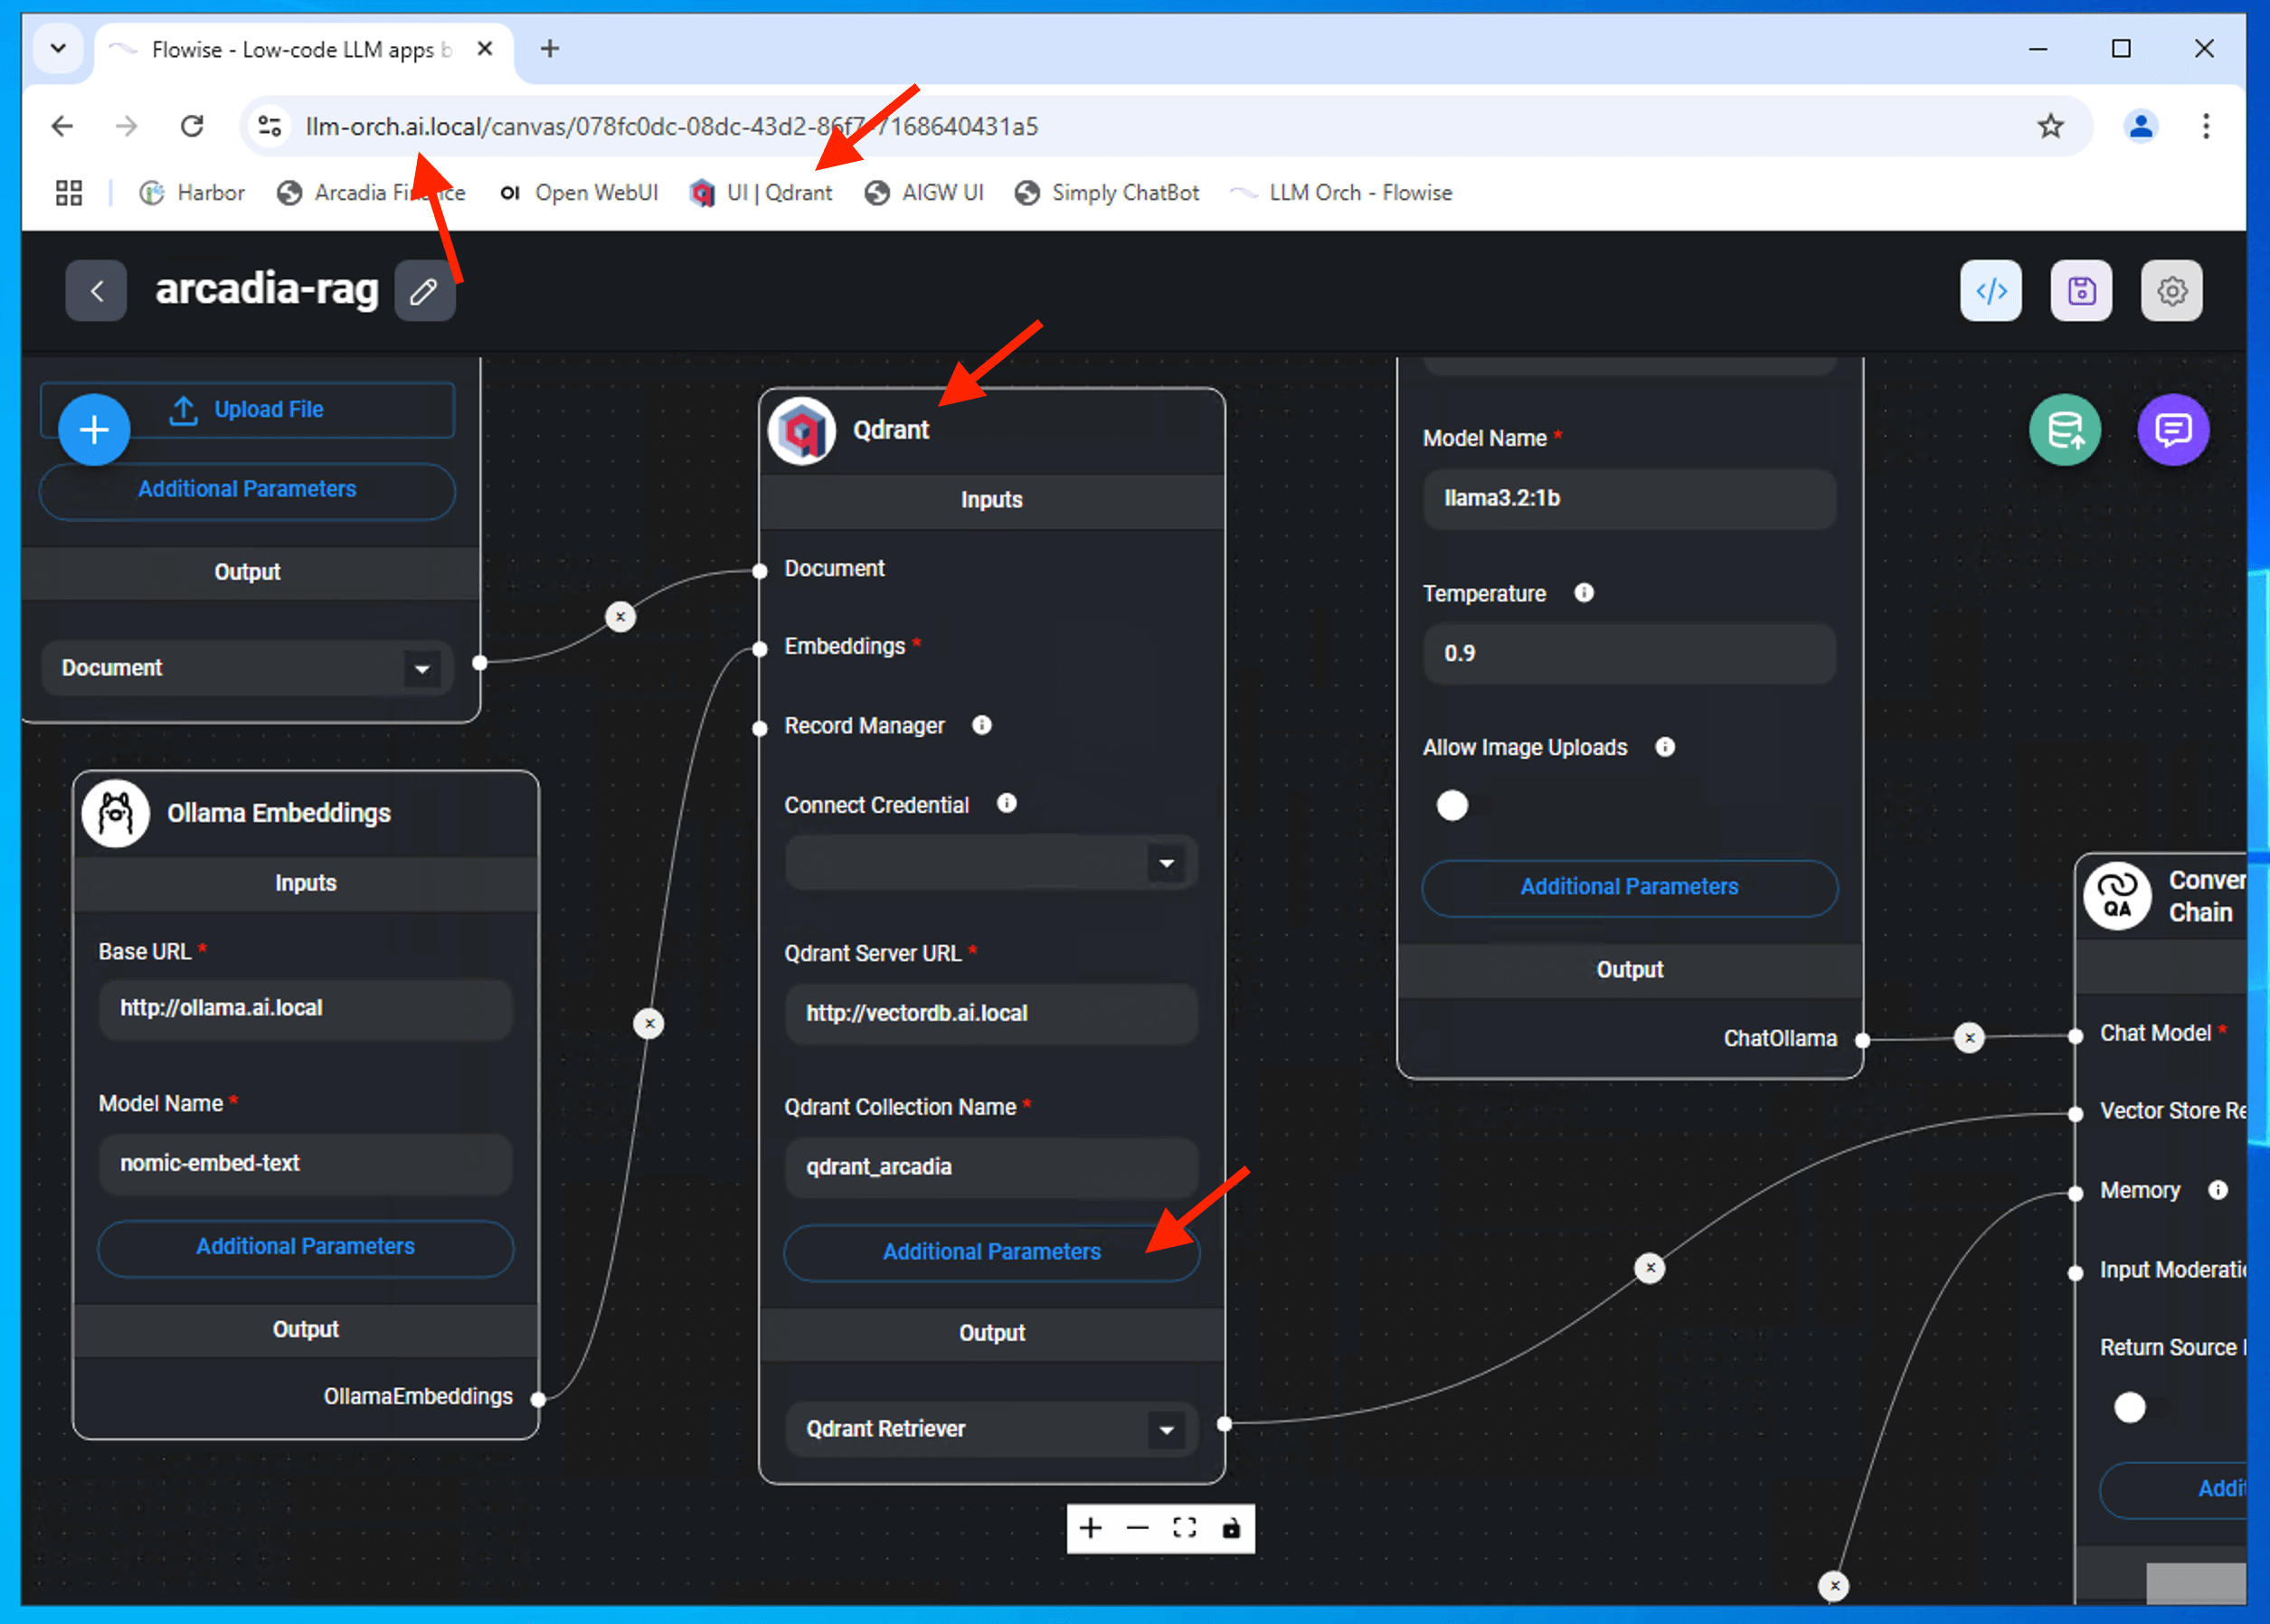 Flowise - Low-code LLM apps b
llm-orch.ai.local/canvas/078fc0dc-08dc-43d2-86f7-7168640431a5
Harbor
Arcadia Finance
OI Open WebUI
UI | Qdrant
AIGW UI
Simply ChatBot
LLM Orch - Flowise
arcadia-rag
Upload File
Additional Parameters
Output
Document
Ollama Embeddings
Inputs
Base URL *
http://ollama.ai.local
Model Name *
nomic-embed-text
Additional Parameters
Output
OllamaEmbeddings
Qdrant
Inputs
Document
Embeddings *
Record Manager
Connect Credential
Qdrant Server URL *
http://vectordb.ai.local
Qdrant Collection Name *
qdrant_arcadia
Additional Parameters
Output
Qdrant Retriever
Model Name *
llama3.2:1b
Temperature
0.9
Allow Image Uploads
Additional Parameters
Output
ChatOllama
QA
Conver
Chain
Chat Model *
Vector Store Re
Memory
Input Moderati
Return Source
Addi